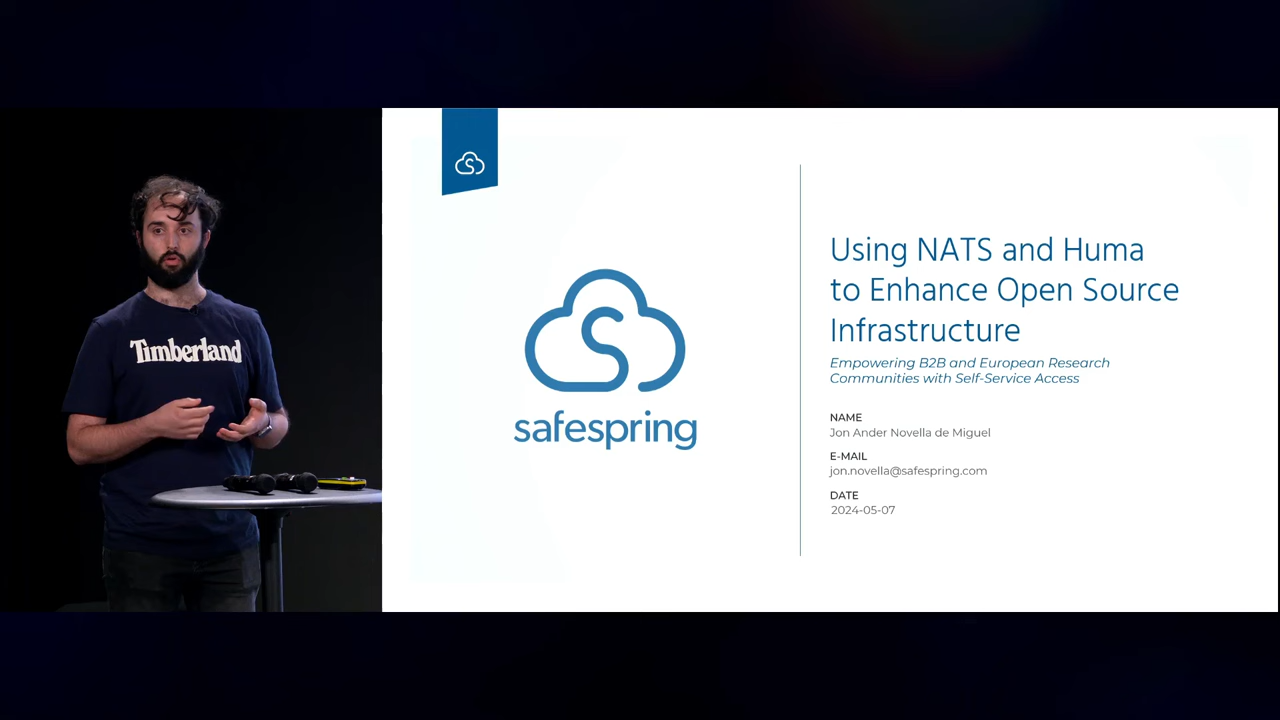 Timberland
safespring
Using NATS and Huma
to Enhance Open Source
Infrastructure
Empowering B2B and European Research
Communities with Self-Service Access
NAME
Jon Ander Novella de Miguel
E-MAIL
jon.novella@safespring.com
DATE
2024-05-07